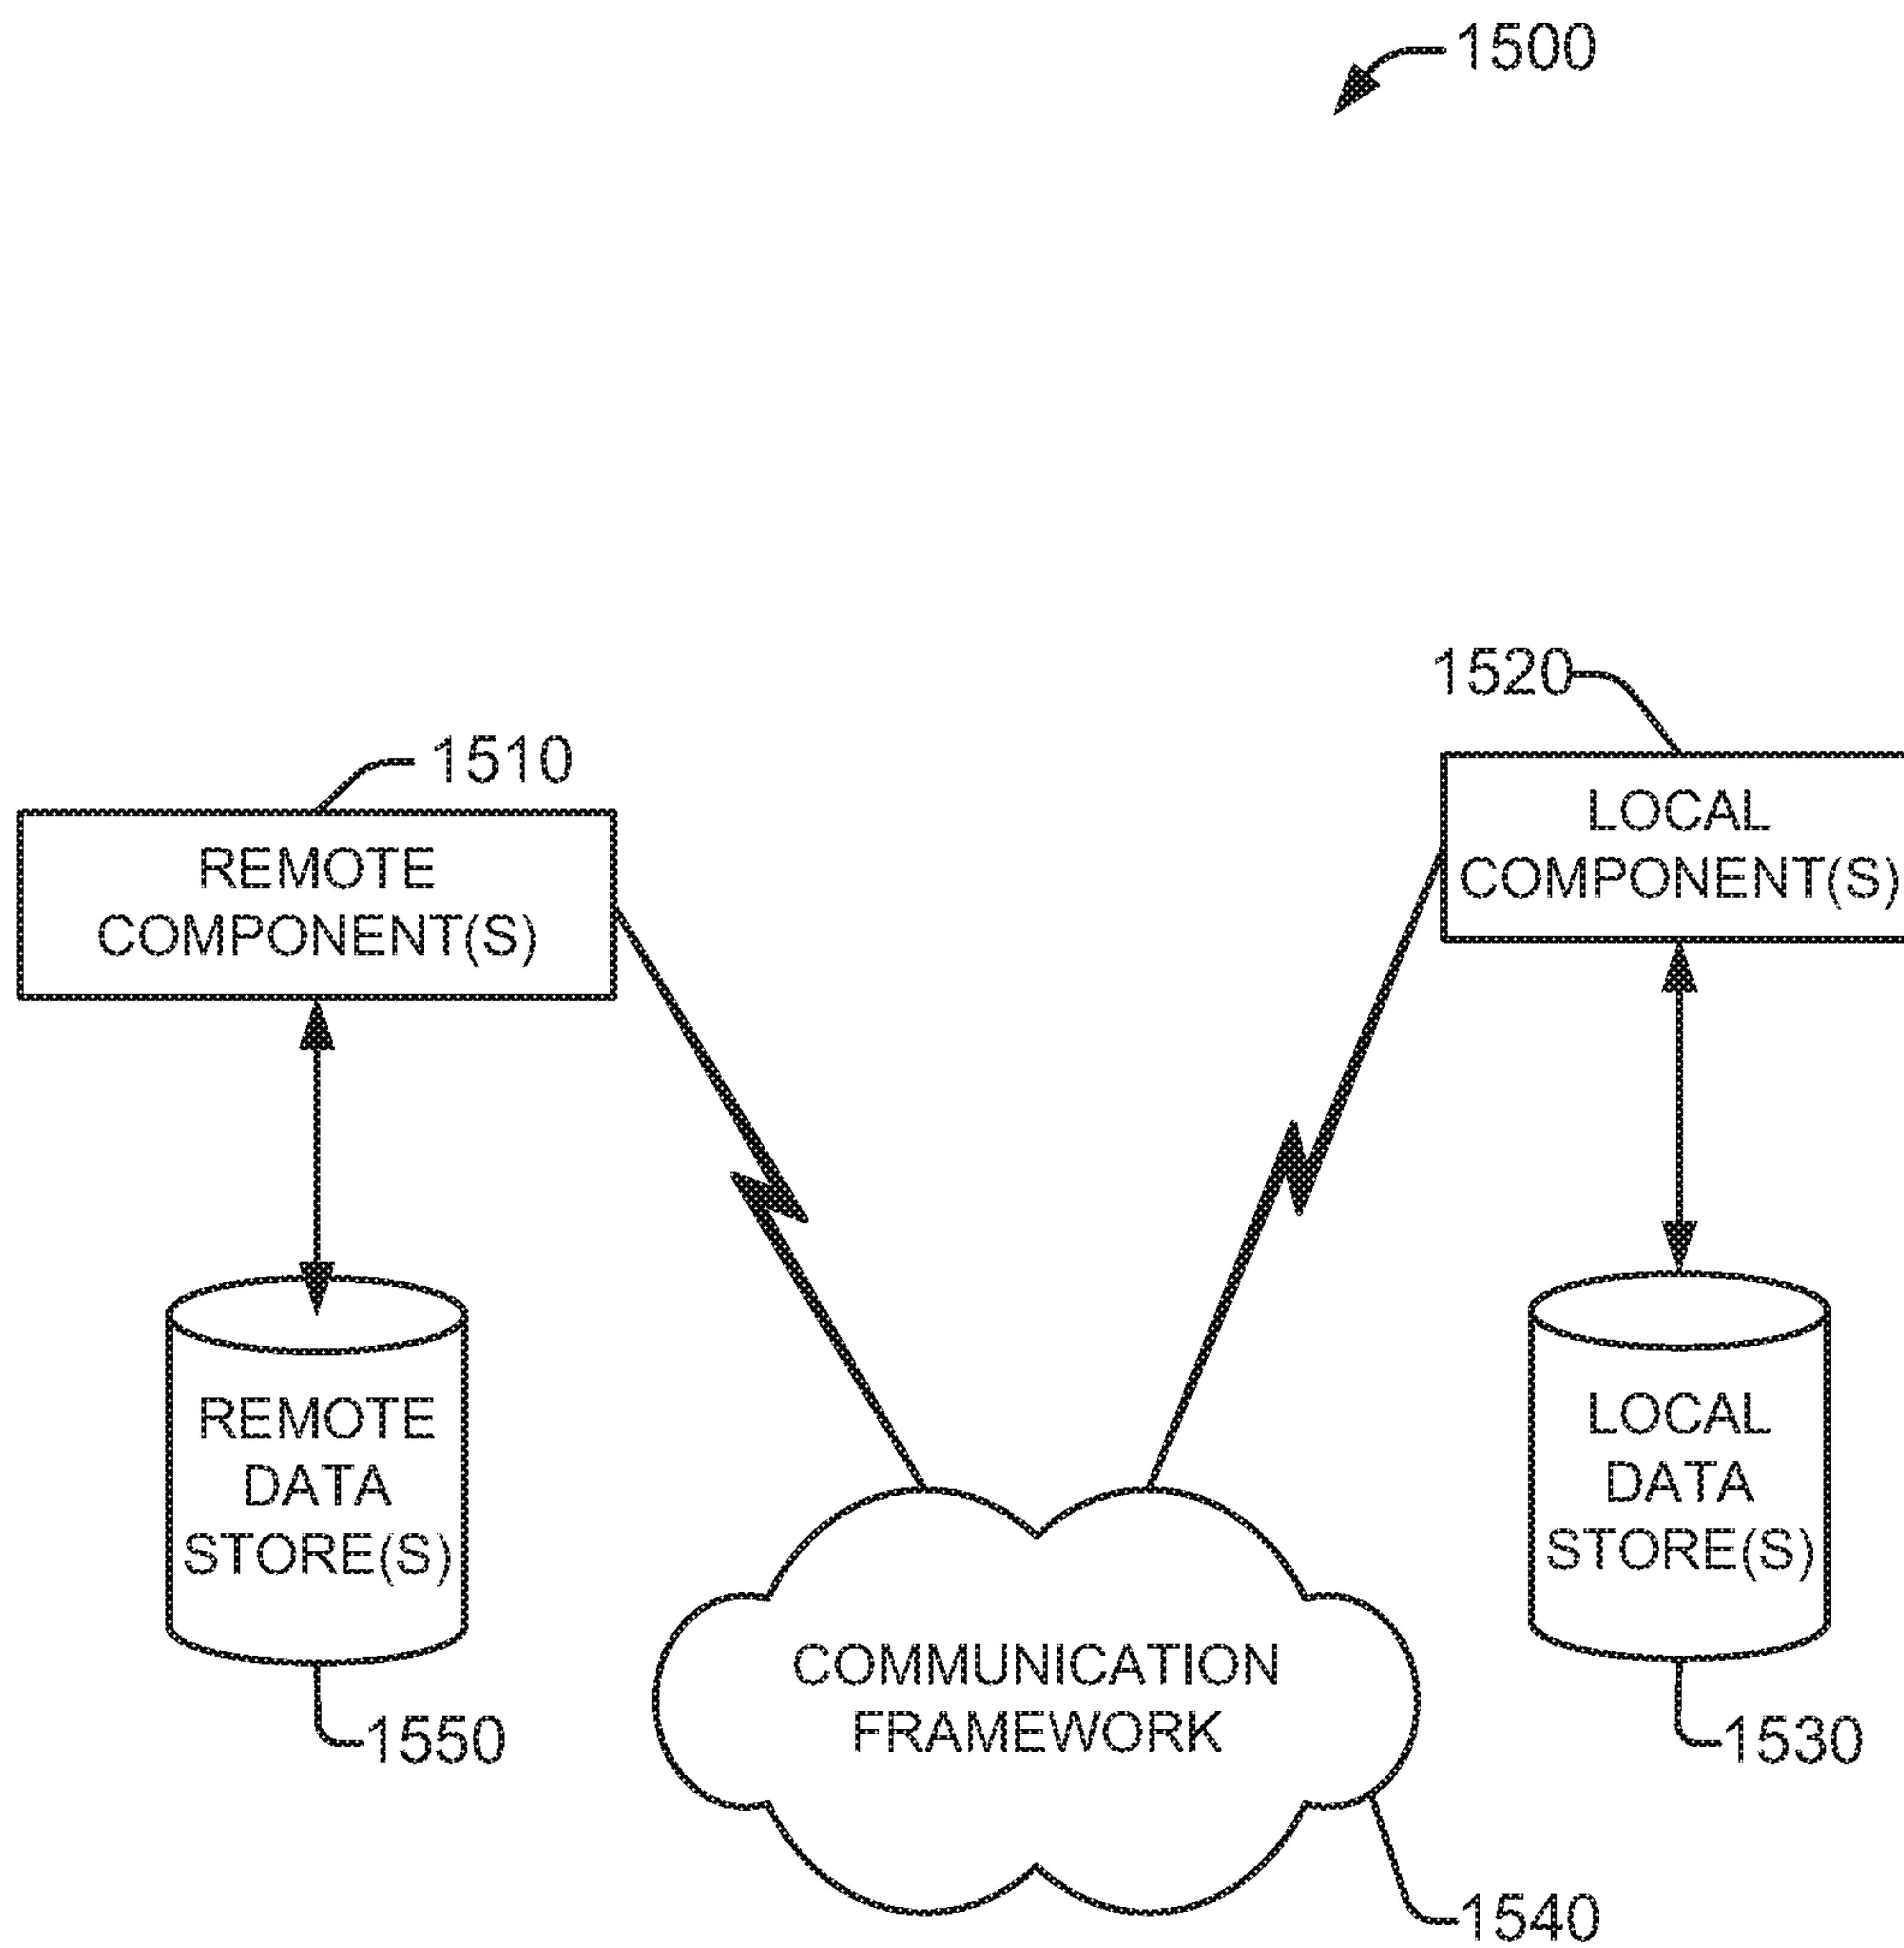 1500
1520
1510
LOCAL
COMPONENT(S)
REMOTE
COMPONENT(S)
REMOTE
DATA
STORE(S)
LOCAL
DATA
STORE(S)
COMMUNICATION
FRAMEWORK
1550
1530
1540